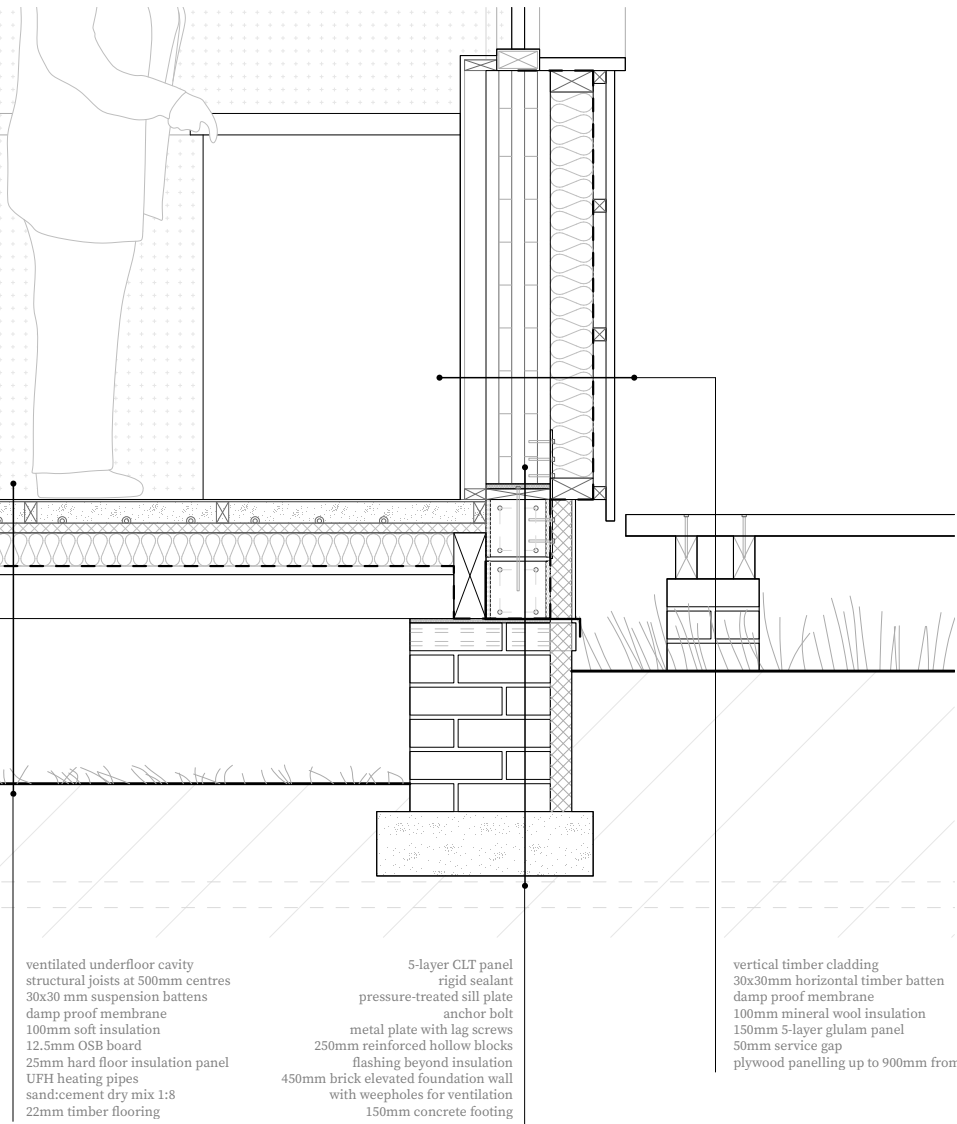 ventilated underfloor cavity
structural joists at 500mm centres
30x30 mm suspension battens
damp proof membrane
100mm soft insulation
12.5mm OSB board
25mm hard floor insulation panel
UFH heating pipes
sand:cement dry mix 1:8
22mm timber flooring
5-layer CLT panel
rigid sealant
pressure-treated sill plate
anchor bolt
metal plate with lag screws
250mm reinforced hollow blocks
flashing beyond insulation
450mm brick elevated foundation wall
with weepholes for ventilation
150mm concrete footing
vertical timber cladding
30x30mm horizontal timber batten
damp proof membrane
100mm mineral wool insulation
150mm 5-layer glulam panel
50mm service gap
plywood panelling up to 900mm from